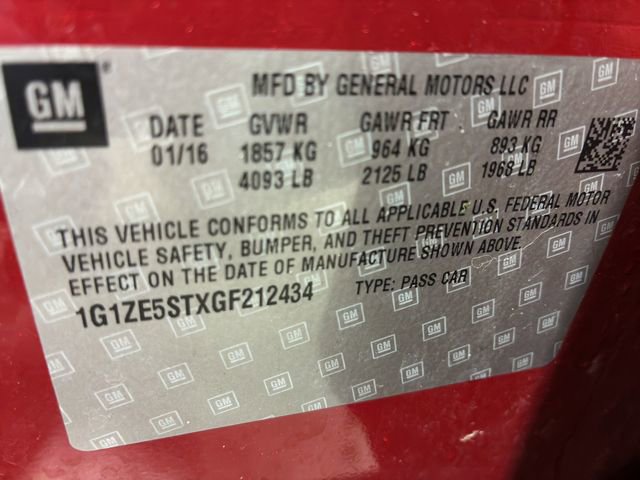 GM
MFD BY GENERAL MOTORS LLC
DATE GVWR GAWR FRT GAWR RR
01/16 1857 KG 964 KG 893 KG
4093 LB 2125 LB 1968 LB
THIS VEHICLE CONFORMS TO ALL APPLICABLE U.S. FEDERAL MOTOR
VEHICLE SAFETY, BUMPER, AND THEFT PREVENTION STANDARDS IN
EFFECT ON THE DATE OF MANUFACTURE SHOWN ABOVE.
1G1ZE5STXGF212434 TYPE: PASS CAR